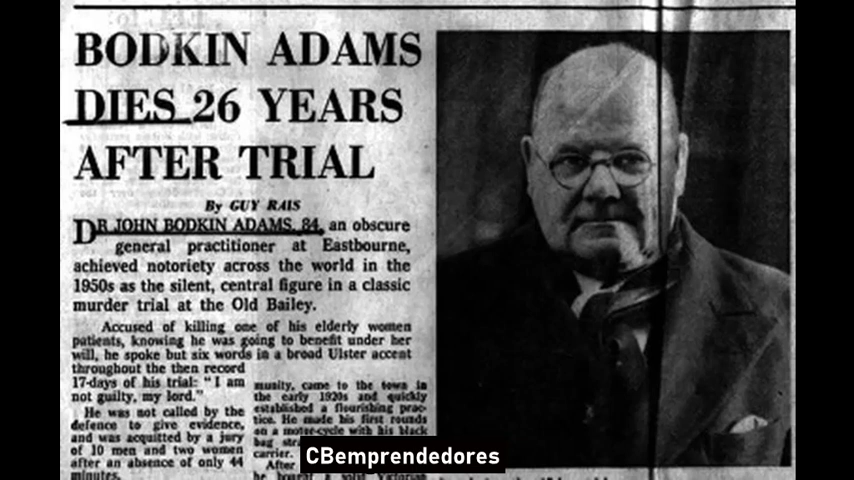 BODKIN ADAMS
DIES 26 YEARS
AFTER TRIAL
By GUY RAIS
DR JOHN BODKIN ADAMS, 84, an obscure
general practitioner at Eastbourne,
achieved notoriety across the world in the
1950s as the silent, central figure in a classic
murder trial at the Old Bailey.
Accused of killing one of his elderly women
patients, knowing he was going to benefit under her
will, he spoke but six words in a broad Ulster accent
throughout the then record
17-days of his trial: “I am
not guilty, my lord.”
He was not called by the
defence to give evidence,
and was acquitted by a jury
of 10 men and two women
after an absence of only 44
minutes.
munity, came to the town in
the early 1920s and quickly
established a flourishing prac-
tice. He made his first rounds
on a motor-cycle with his black
bag
carrier.
After
he bought a solid Victorian
CBemprendedores